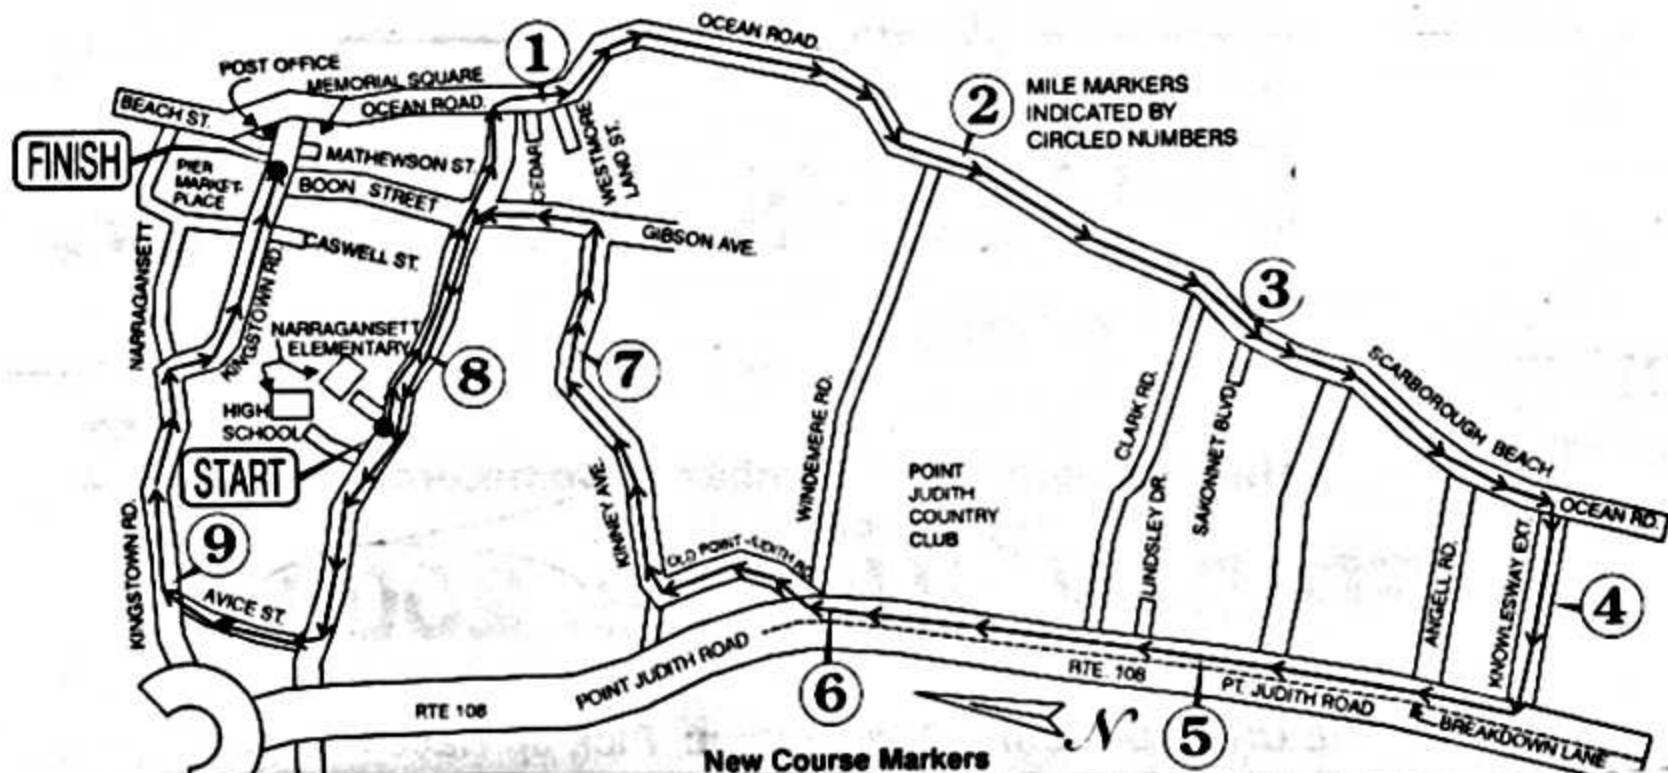 OCEAN ROAD.
POST OFFICE
MEMORIAL SQUARE
1
BEACH ST.
OCEAN ROAD.
2
MILE MARKERS
INDICATED BY
CIRCLED NUMBERS
FINISH
PIER
MARKET-
PLACE
MATHEWSON ST.
BOON STREET
CEDAR
WESTMORE
LAND ST.
GIBSON AVE.
CASWELL ST.
NARRAGANSETT
KINGSTOWN RD.
NARRAGANSETT
ELEMENTARY
HIGH
SCHOOL
START
8
7
3
SCARBOROUGH BEACH
OCEAN RD.
WINDEMERE RD.
CLARK RD.
SAKONNET BLVD
LINDSLEY DR.
POINT
JUDITH
COUNTRY
CLUB
KINNEY AVE.
OLD POINT-JUDITH RD.
ANGELL RD.
KNOWLESWAY EXT.
4
KINGSTOWN RD.
9
AVICE ST.
RTE 108
POINT JUDITH ROAD
6
RTE. 108
PT. JUDITH ROAD
BREAKDOWN LANE
5
N
New Course Markers